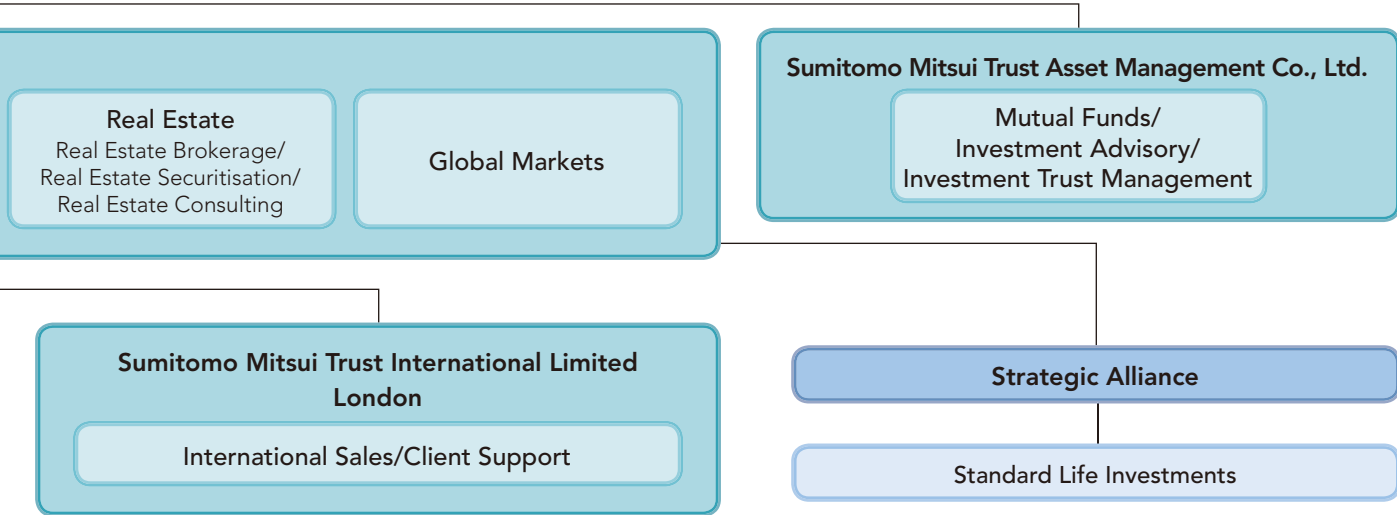 Real Estate
Real Estate Brokerage/
Real Estate Securitisation/
Real Estate Consulting
Global Markets
Sumitomo Mitsui Trust Asset Management Co., Ltd.
Mutual Funds/
Investment Advisory/
Investment Trust Management
Sumitomo Mitsui Trust International Limited
London
International Sales/Client Support
Strategic Alliance
Standard Life Investments